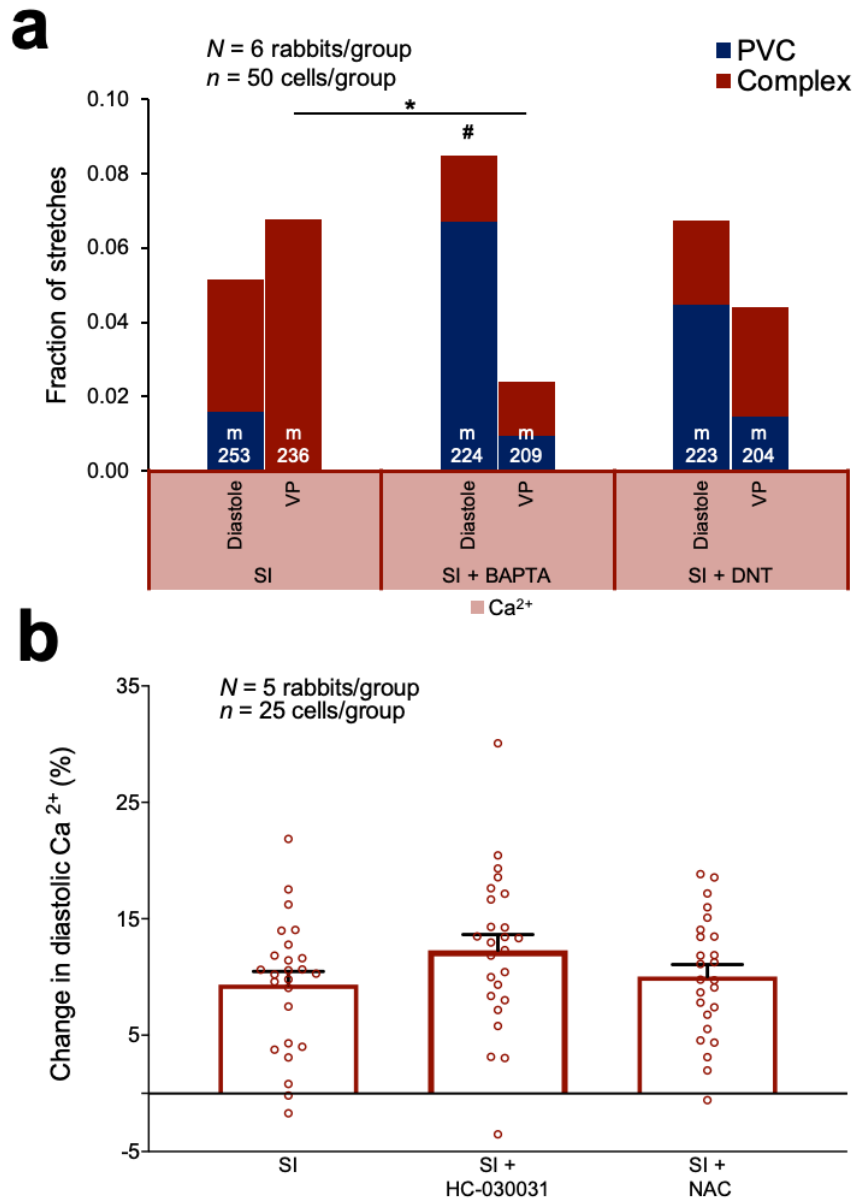 a
N = 6 rabbits/group
n = 50 cells/group
PVC
Complex
*
#
Fraction of stretches
0.10
0.08
0.06
0.04
0.02
0.00
m
253
m
236
m
224
m
209
m
223
m
204
Diastole
VP
Diastole
VP
Diastole
VP
SI
SI + BAPTA
SI + DNT
Ca²⁺
b
N = 5 rabbits/group
n = 25 cells/group
Change in diastolic Ca ²⁺ (%)
35
25
15
5
-5
SI
SI +
HC-030031
SI +
NAC